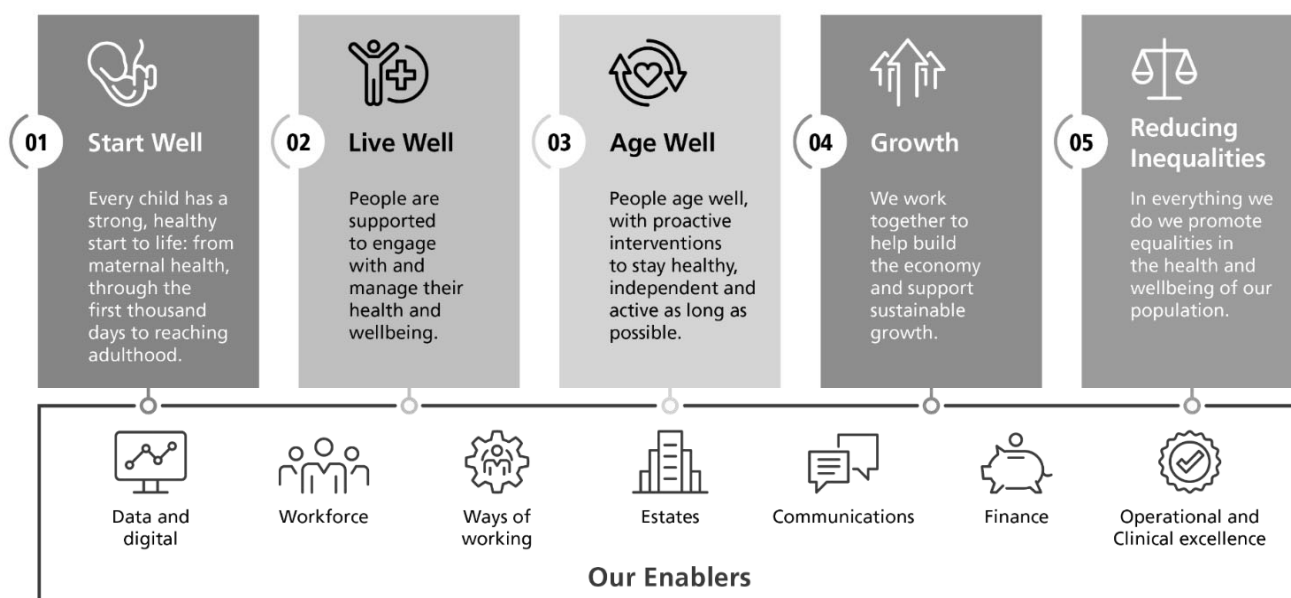 01
Start Well
Every child has a
strong, healthy
start to life: from
maternal health,
through the
first thousand
days to reaching
adulthood.
02
Live Well
People are
supported
to engage
with and
manage their
health and
wellbeing.
03
Age Well
People age well,
with proactive
interventions
to stay healthy,
independent and
active as long as
possible.
04
Growth
We work
together to
help build
the economy
and support
sustainable
growth.
05
Reducing
Inequalities
In everything we
do we promote
equalities in
the health and
wellbeing of our
population.
Data and
digital
Workforce
Ways of
working
Estates
Communications
Finance
Operational and
Clinical excellence
Our Enablers